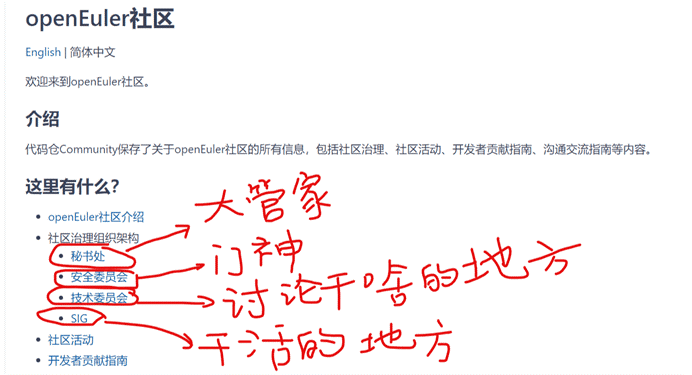 openEuler社区
English | 简体中文
欢迎来到openEuler社区。
介绍
代码仓Community保存了关于openEuler社区的所有信息，包括社区治理、社区活动、开发者贡献指南、沟通交流指南等内容。
这里有什么?
openEuler社区介绍
社区治理组织架构
秘书处
大管家
安全委员会
门神
技术委员会
讨论干啥的地方
SIG
干活的地方
社区活动
开发者贡献指南